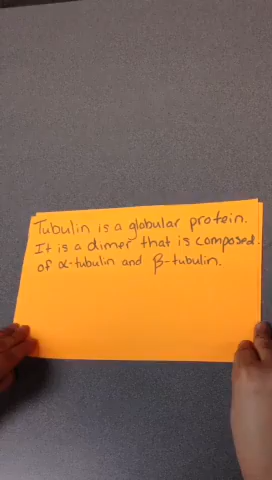 Tubulin is a globular protein.
It is a dimer that is composed
of α-tubulin and β-tubulin.